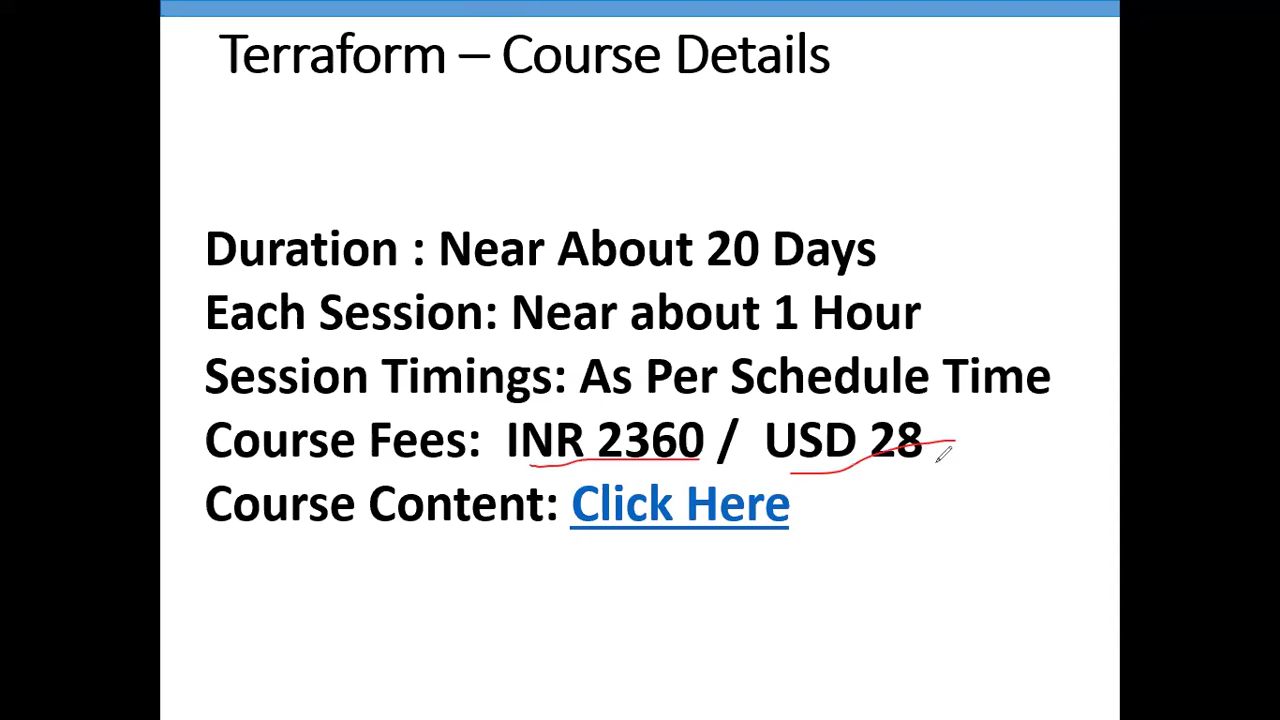 Terraform – Course Details
Duration : Near About 20 Days
Each Session: Near about 1 Hour
Session Timings: As Per Schedule Time
Course Fees: INR 2360 / USD 28
Course Content: Click Here